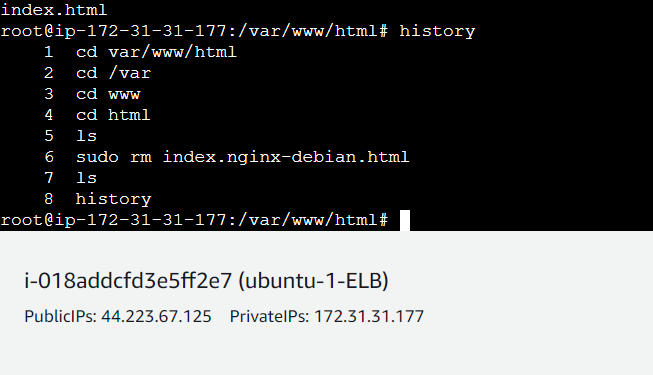 index.html
root@ip-172-31-31-177:/var/www/html# history
    1  cd var/www/html
    2  cd /var
    3  cd www
    4  cd html
    5  ls
    6  sudo rm index.nginx-debian.html
    7  ls
    8  history
root@ip-172-31-31-177:/var/www/html#
i-018addcfd3e5ff2e7 (ubuntu-1-ELB)
PublicIPs: 44.223.67.125    PrivateIPs: 172.31.31.177